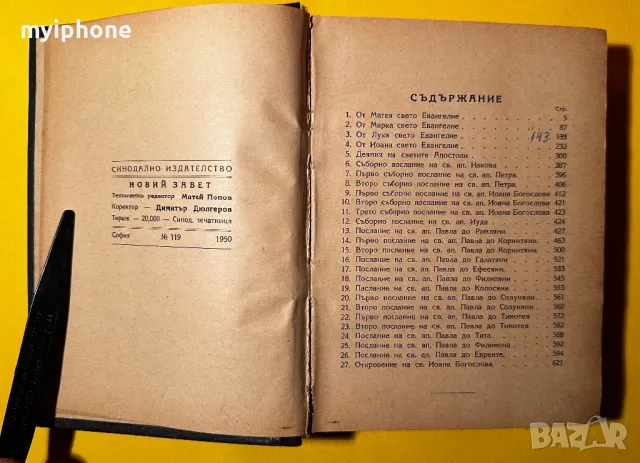 myiphone
СИНОДАЛНО ИЗДАТЕЛСТВО
НОВИЙ ЗАВЕТ
Технически редактор Матей Попов
Коректор — Димитър Дюлгеров
Тираж — 20,000 — Синод. печатница
София № 119 1950
СЪДЪРЖАНИЕ
Стр.
1. От Матея свето Евангелие 5
2. От Марка свето Евангелие 87
3. От Лука свето Евангелие 143
4. От Иоана свето Евангелие 232
5. Деяния на светите Апостоли 306
6. Съборно послание на св. ап. Иакова 387
7. Първо съборно послание на св. ап. Петра 396
8. Второ съборно послание на св. ап. Петра 406
9. Първо съборно послание на св. ап. Иоана Богослова 413
10. Второ съборно послание на св. ап. Иоана Богослова 421
11. Трето съборно послание на св. ап. Иоана Богослова 423
12. Съборно послание на св. ап. Иуда 424
13. Послание на св. ап. Павла до Римляни 427
14. Първо послание на св. ап. Павла до Коринтяни 463
15. Второ послание на св. ап. Павла до Коринтяни 500
16. Послание на св. ап. Павла до Галатяни 521
17. Послание на св. ап. Павла до Ефесяни 533
18. Послание на св. ап. Павла до Филипяни 545
19. Паслание на св. ап. Павла до Колосяни 553
20. Първо послание на св. ап. Павла до Солуняни 561
21. Второ послание на св. ап. Павла до Солуняни 568
22. Първо послание на св. ап. Павла до Тимотея 572
23. Второ послание на св. ап. Павла до Тимотея 582
24. Послание на св. ап. Павла до Тита 588
25. Послание на св. ап. Павла до Филимона 592
26. Послание на св. ап. Павла до Евреите 594
27. Откровение на св. Иоана Богослова 621
BAZAR